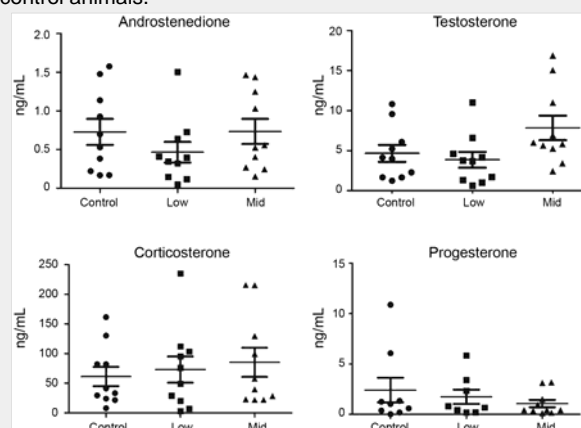 control animals.
Androstenedione
2.0
1.5
1.0
0.5
0
ng/mL
Control Low Mid
Testosterone
20
15
10
5
0
ng/mL
Control Low Mid
Corticosterone
250
200
150
100
50
0
ng/mL
Control Low Mid
Progesterone
15
10
5
0
ng/mL
Control Low Mid